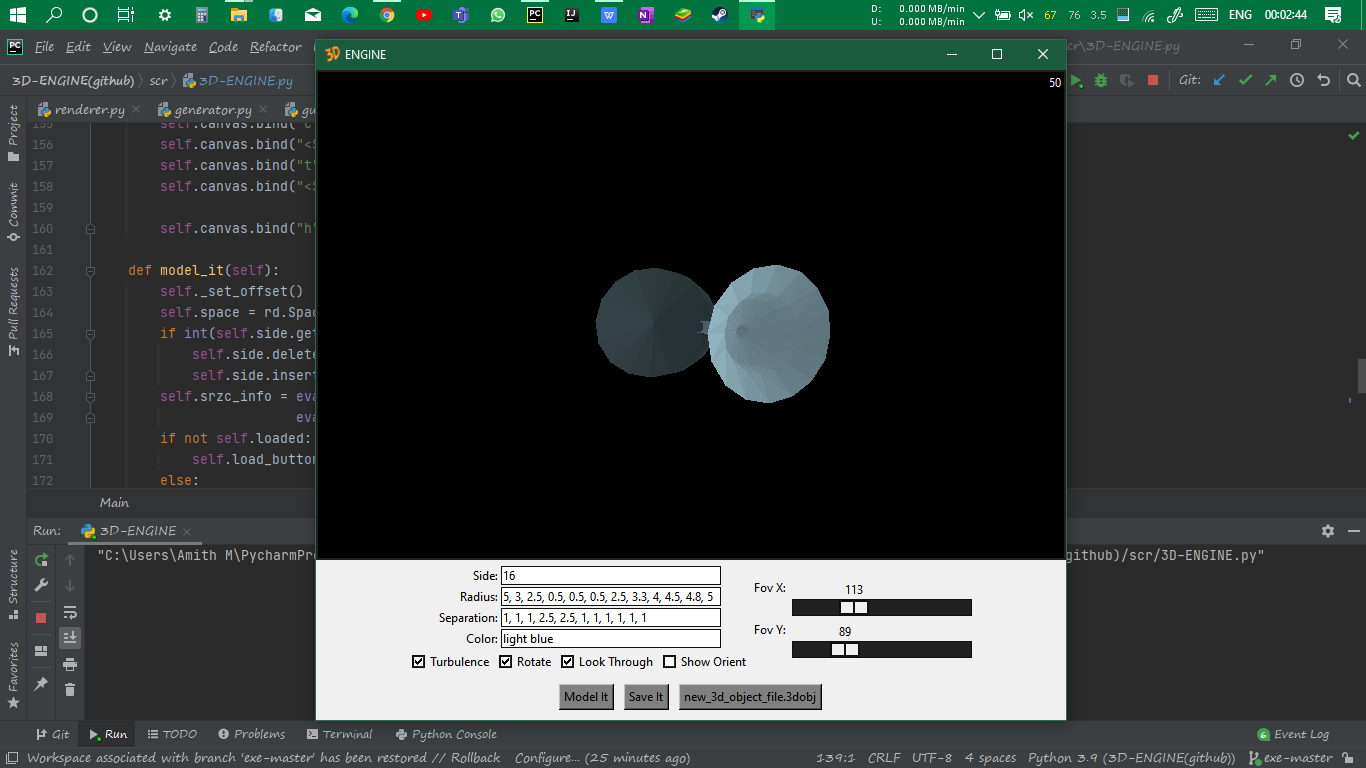 D: 0.000 MB/min
U: 0.000 MB/min
67 76 3.5
ENG 00:02:44
PC File Edit View Navigate Code Refactor
3D ENGINE
cr\3D-ENGINE.py
3D-ENGINE(github) scr 3D-ENGINE.py
Git:
renderer.py generator.py gu
50
155 self.canvas.bind("c
156 self.canvas.bind("<S
157 self.canvas.bind("t"
158 self.canvas.bind("<S
159
160 self.canvas.bind("h"
161
162 def model_it(self):
163 self._set_offset()
164 self.space = rd.Spac
165 if int(self.side.get
166 self.side.delete
167 self.side.insert
168 self.srzc_info = eva
169 eva
170 if not self.loaded:
171 self.load_button
172 else:
Project
Commit
Pull Requests
Structure
Favorites
Main
Run: 3D-ENGINE
"C:\Users\Amith M\PycharmPr
github)/scr/3D-ENGINE.py"
Side: 16
Radius: 5, 3, 2.5, 0.5, 0.5, 0.5, 2.5, 3.3, 4, 4.5, 4.8, 5
Separation: 1, 1, 1, 2.5, 2.5, 1, 1, 1, 1, 1, 1
Color: light blue
Fov X: 113
Fov Y: 89
Turbulence Rotate Look Through Show Orient
Model It Save It new_3d_object_file.3dobj
Git Run TODO Problems Terminal Python Console
6 Event Log
Workspace associated with branch 'exe-master' has been restored // Rollback Configure... (25 minutes ago)
139:1 CRLF UTF-8 4 spaces Python 3.9 (3D-ENGINE(github)) exe-master